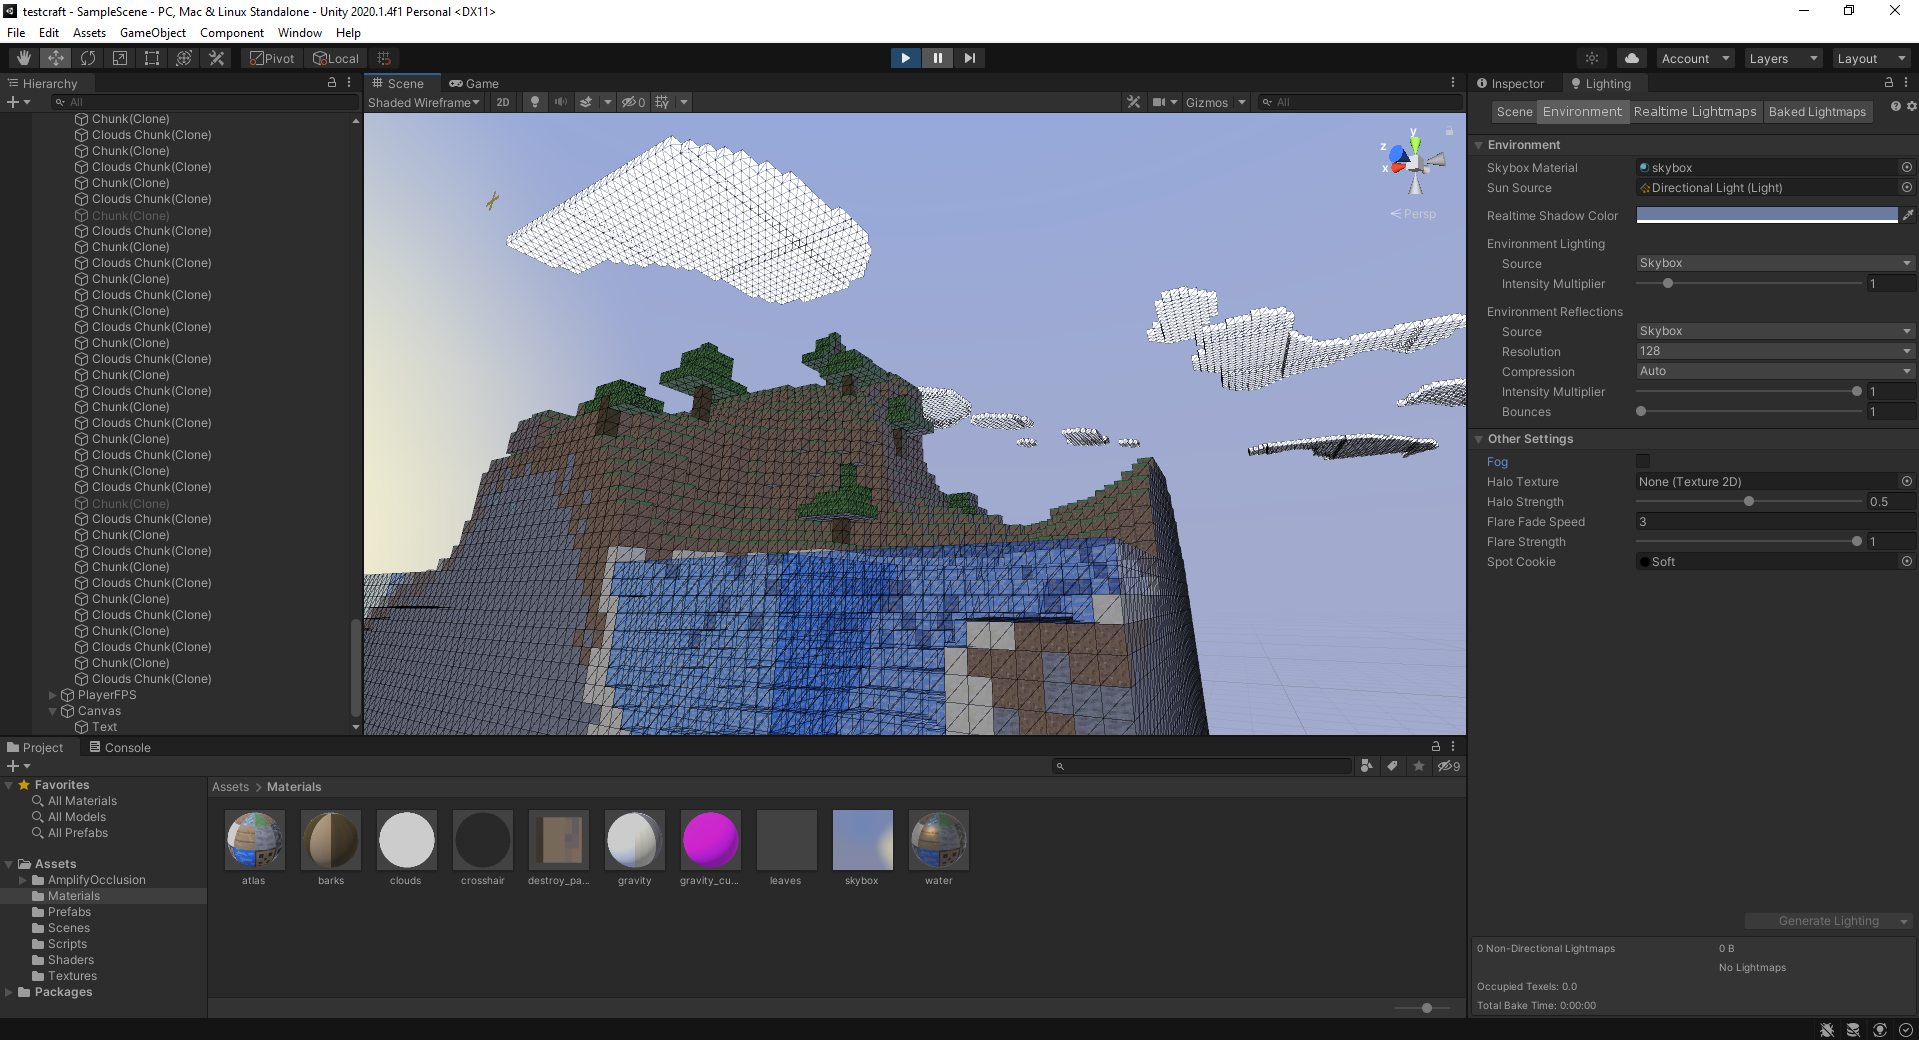 testcraft - SampleScene - PC, Mac & Linux Standalone - Unity 2020.1.4f1 Personal <DX11>
File Edit Assets GameObject Component Window Help
Pivot Local Account Layers Layout
Hierarchy
All
Chunk(Clone)
Clouds Chunk(Clone)
Chunk(Clone)
Clouds Chunk(Clone)
Chunk(Clone)
Clouds Chunk(Clone)
Chunk(Clone)
Clouds Chunk(Clone)
Chunk(Clone)
Clouds Chunk(Clone)
Chunk(Clone)
Clouds Chunk(Clone)
Chunk(Clone)
Clouds Chunk(Clone)
Chunk(Clone)
Clouds Chunk(Clone)
Chunk(Clone)
Clouds Chunk(Clone)
Chunk(Clone)
Clouds Chunk(Clone)
Chunk(Clone)
Clouds Chunk(Clone)
Chunk(Clone)
Clouds Chunk(Clone)
Chunk(Clone)
Clouds Chunk(Clone)
Chunk(Clone)
Clouds Chunk(Clone)
Chunk(Clone)
Clouds Chunk(Clone)
Chunk(Clone)
Clouds Chunk(Clone)
Chunk(Clone)
Clouds Chunk(Clone)
Chunk(Clone)
Clouds Chunk(Clone)
PlayerFPS
Canvas
Text
Scene Game
Shaded Wireframe 2D 0 Gizmos All
y
z
x
Persp
Inspector Lighting
Scene Environment Realtime Lightmaps Baked Lightmaps
Environment
Skybox Material skybox
Sun Source Directional Light (Light)
Realtime Shadow Color
Environment Lighting
Source Skybox
Intensity Multiplier 1
Environment Reflections
Source Skybox
Resolution 128
Compression Auto
Intensity Multiplier 1
Bounces 1
Other Settings
Fog
Halo Texture None (Texture 2D)
Halo Strength 0.5
Flare Fade Speed 3
Flare Strength 1
Spot Cookie Soft
Generate Lighting
0 Non-Directional Lightmaps 0 B
No Lightmaps
Occupied Texels: 0.0
Total Bake Time: 0:00:00
Project Console
9
Favorites
All Materials
All Models
All Prefabs
Assets
AmplifyOcclusion
Materials
Prefabs
Scenes
Scripts
Shaders
Textures
Packages
Assets > Materials
atlas barks clouds crosshair destroy_pa... gravity gravity_cu... leaves skybox water